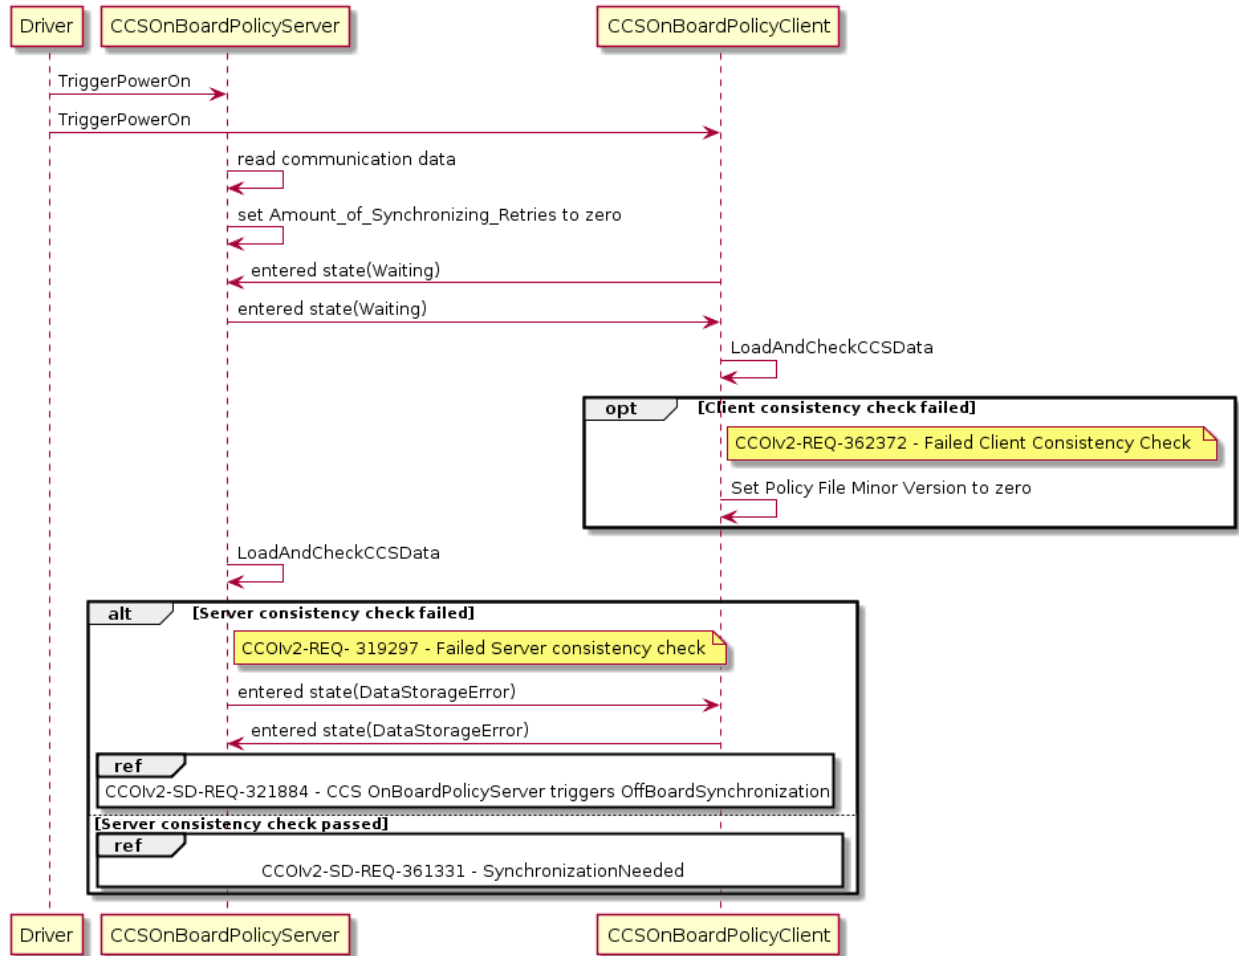 Driver
CCSOnBoardPolicyServer
CCSOnBoardPolicyClient
TriggerPowerOn
TriggerPowerOn
read communication data
set Amount_of_Synchronizing_Retries to zero
entered state(Waiting)
entered state(Waiting)
LoadAndCheckCCSData
opt
[Client consistency check failed]
CCOIv2-REQ-362372 - Failed Client Consistency Check
Set Policy File Minor Version to zero
LoadAndCheckCCSData
alt
[Server consistency check failed]
CCOIv2-REQ- 319297 - Failed Server consistency check
entered state(DataStorageError)
entered state(DataStorageError)
ref
CCOIv2-SD-REQ-321884 - CCS OnBoardPolicyServer triggers OffBoardSynchronization
[Server consistency check passed]
ref
CCOIv2-SD-REQ-361331 - SynchronizationNeeded
Driver
CCSOnBoardPolicyServer
CCSOnBoardPolicyClient